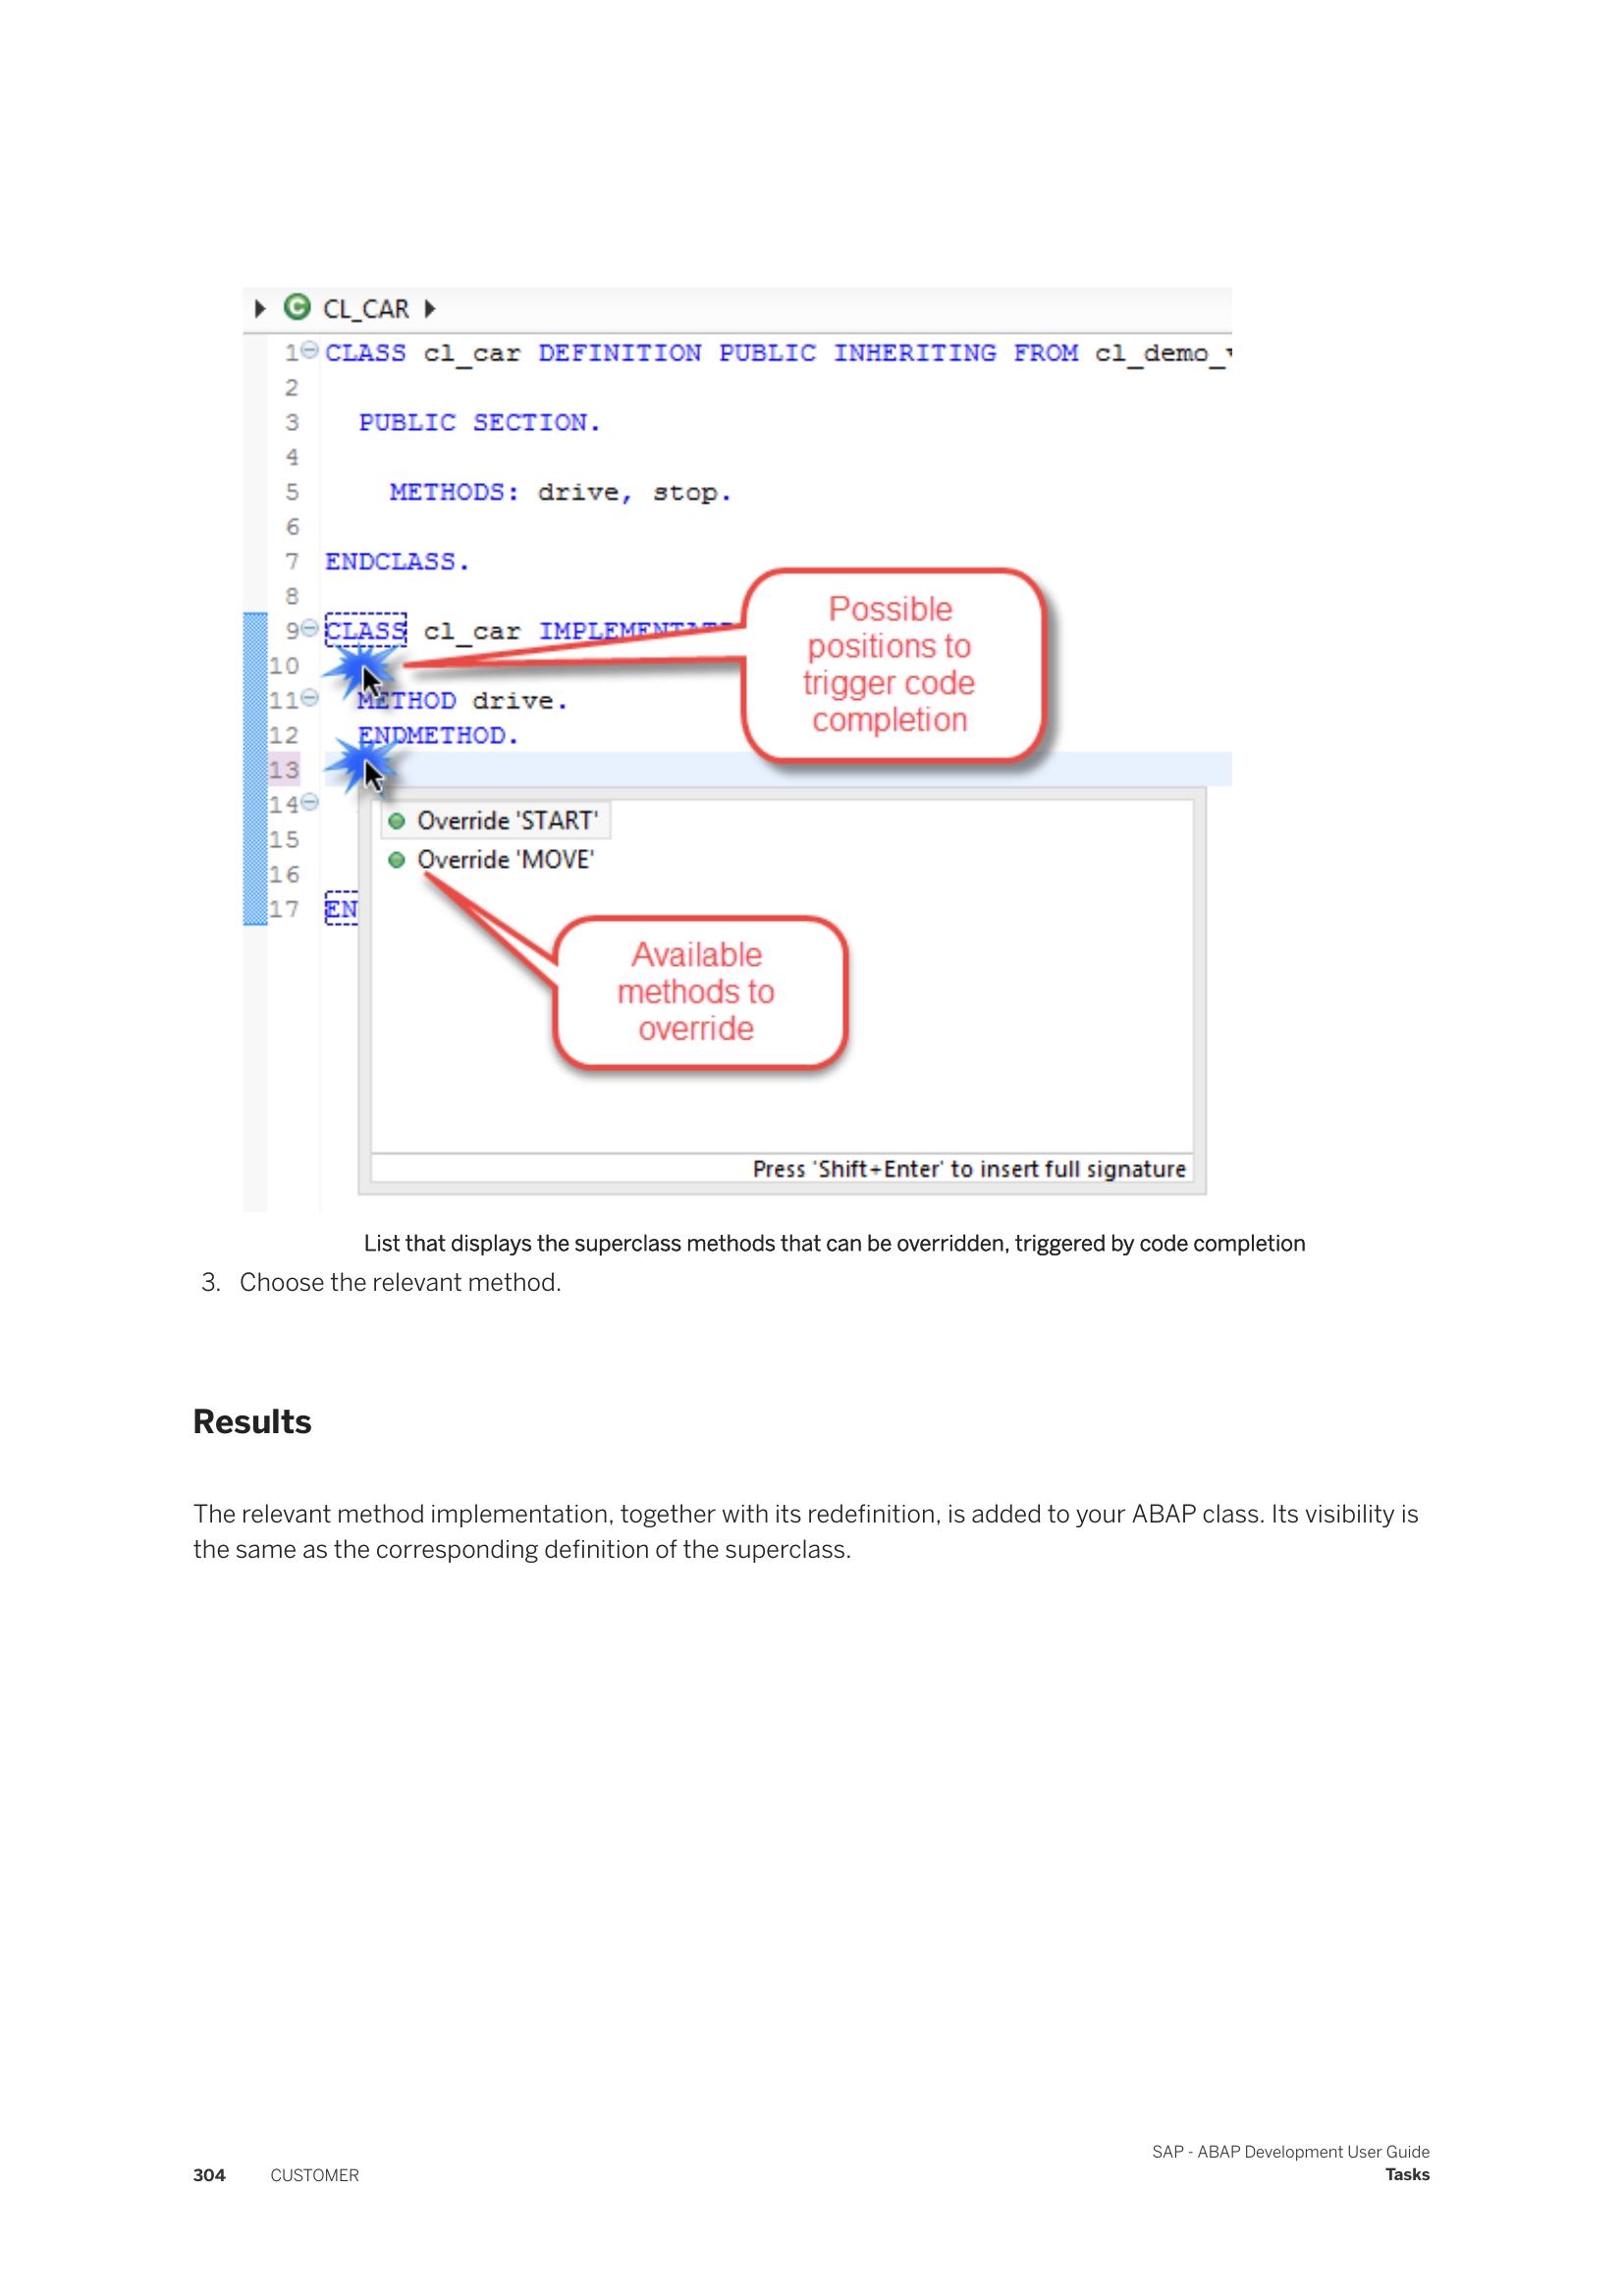 CL_CAR
1 CLASS cl_car DEFINITION PUBLIC INHERITING FROM cl_demo_
2
3 PUBLIC SECTION.
4
5 METHODS: drive, stop.
6
7 ENDCLASS.
8
9 CLASS cl_car
10
11 METHOD drive.
12 ENDMETHOD.
13
14
15
16
17 EN
Possible
positions to
trigger code
completion
Override 'START'
Override 'MOVE'
Available
methods to
override
Press 'Shift+Enter' to insert full signature
List that displays the superclass methods that can be overridden, triggered by code completion
3. Choose the relevant method.
Results
The relevant method implementation, together with its redefinition, is added to your ABAP class. Its visibility is
the same as the corresponding definition of the superclass.
304 CUSTOMER
SAP - ABAP Development User Guide
Tasks